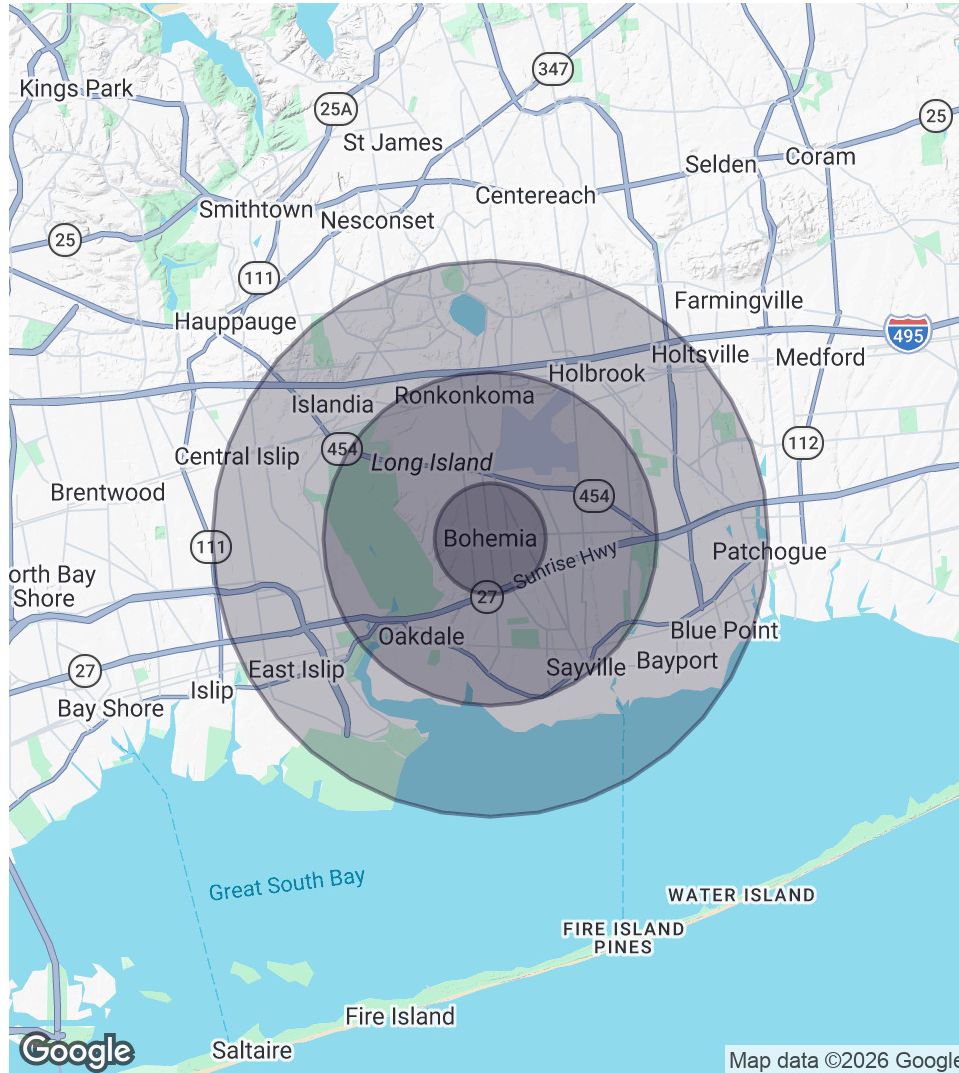 347
Kings Park
25A
25
St James
Selden
Coram
Centereach
Smithtown
Nesconset
25
111
Farmingville
Hauppauge
495
Holtsville
Medford
Holbrook
Ronkonkoma
Islandia
112
454
Central Islip
Long Island
Brentwood
454
Bohemia
111
Patchogue
Sunrise Hwy
orth Bay
Shore
27
Oakdale
Blue Point
27
East Islip
Sayville
Bayport
Islip
Bay Shore
Great South Bay
WATER ISLAND
FIRE ISLAND
PINES
Fire Island
Google
Saltaire
Map data ©2026 Google